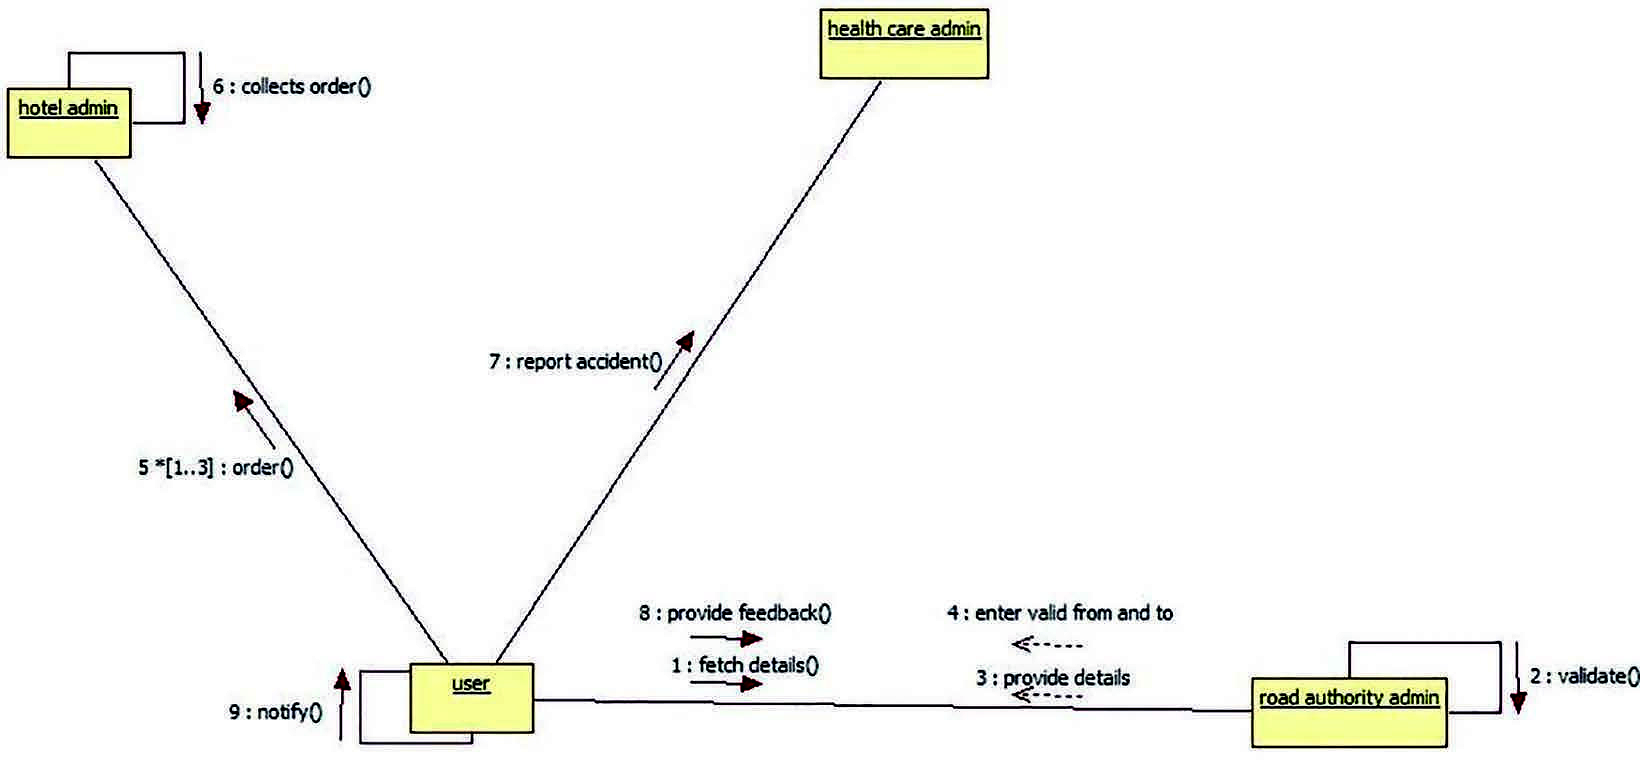 health care admin
6 : collects order()
hotel admin
7 : report accident()
5 *[1..3] : order()
8 : provide feedback()
4 : enter valid from and to
1 : fetch details()
3 : provide details
2 : validate()
user
road authority admin
9 : notify()